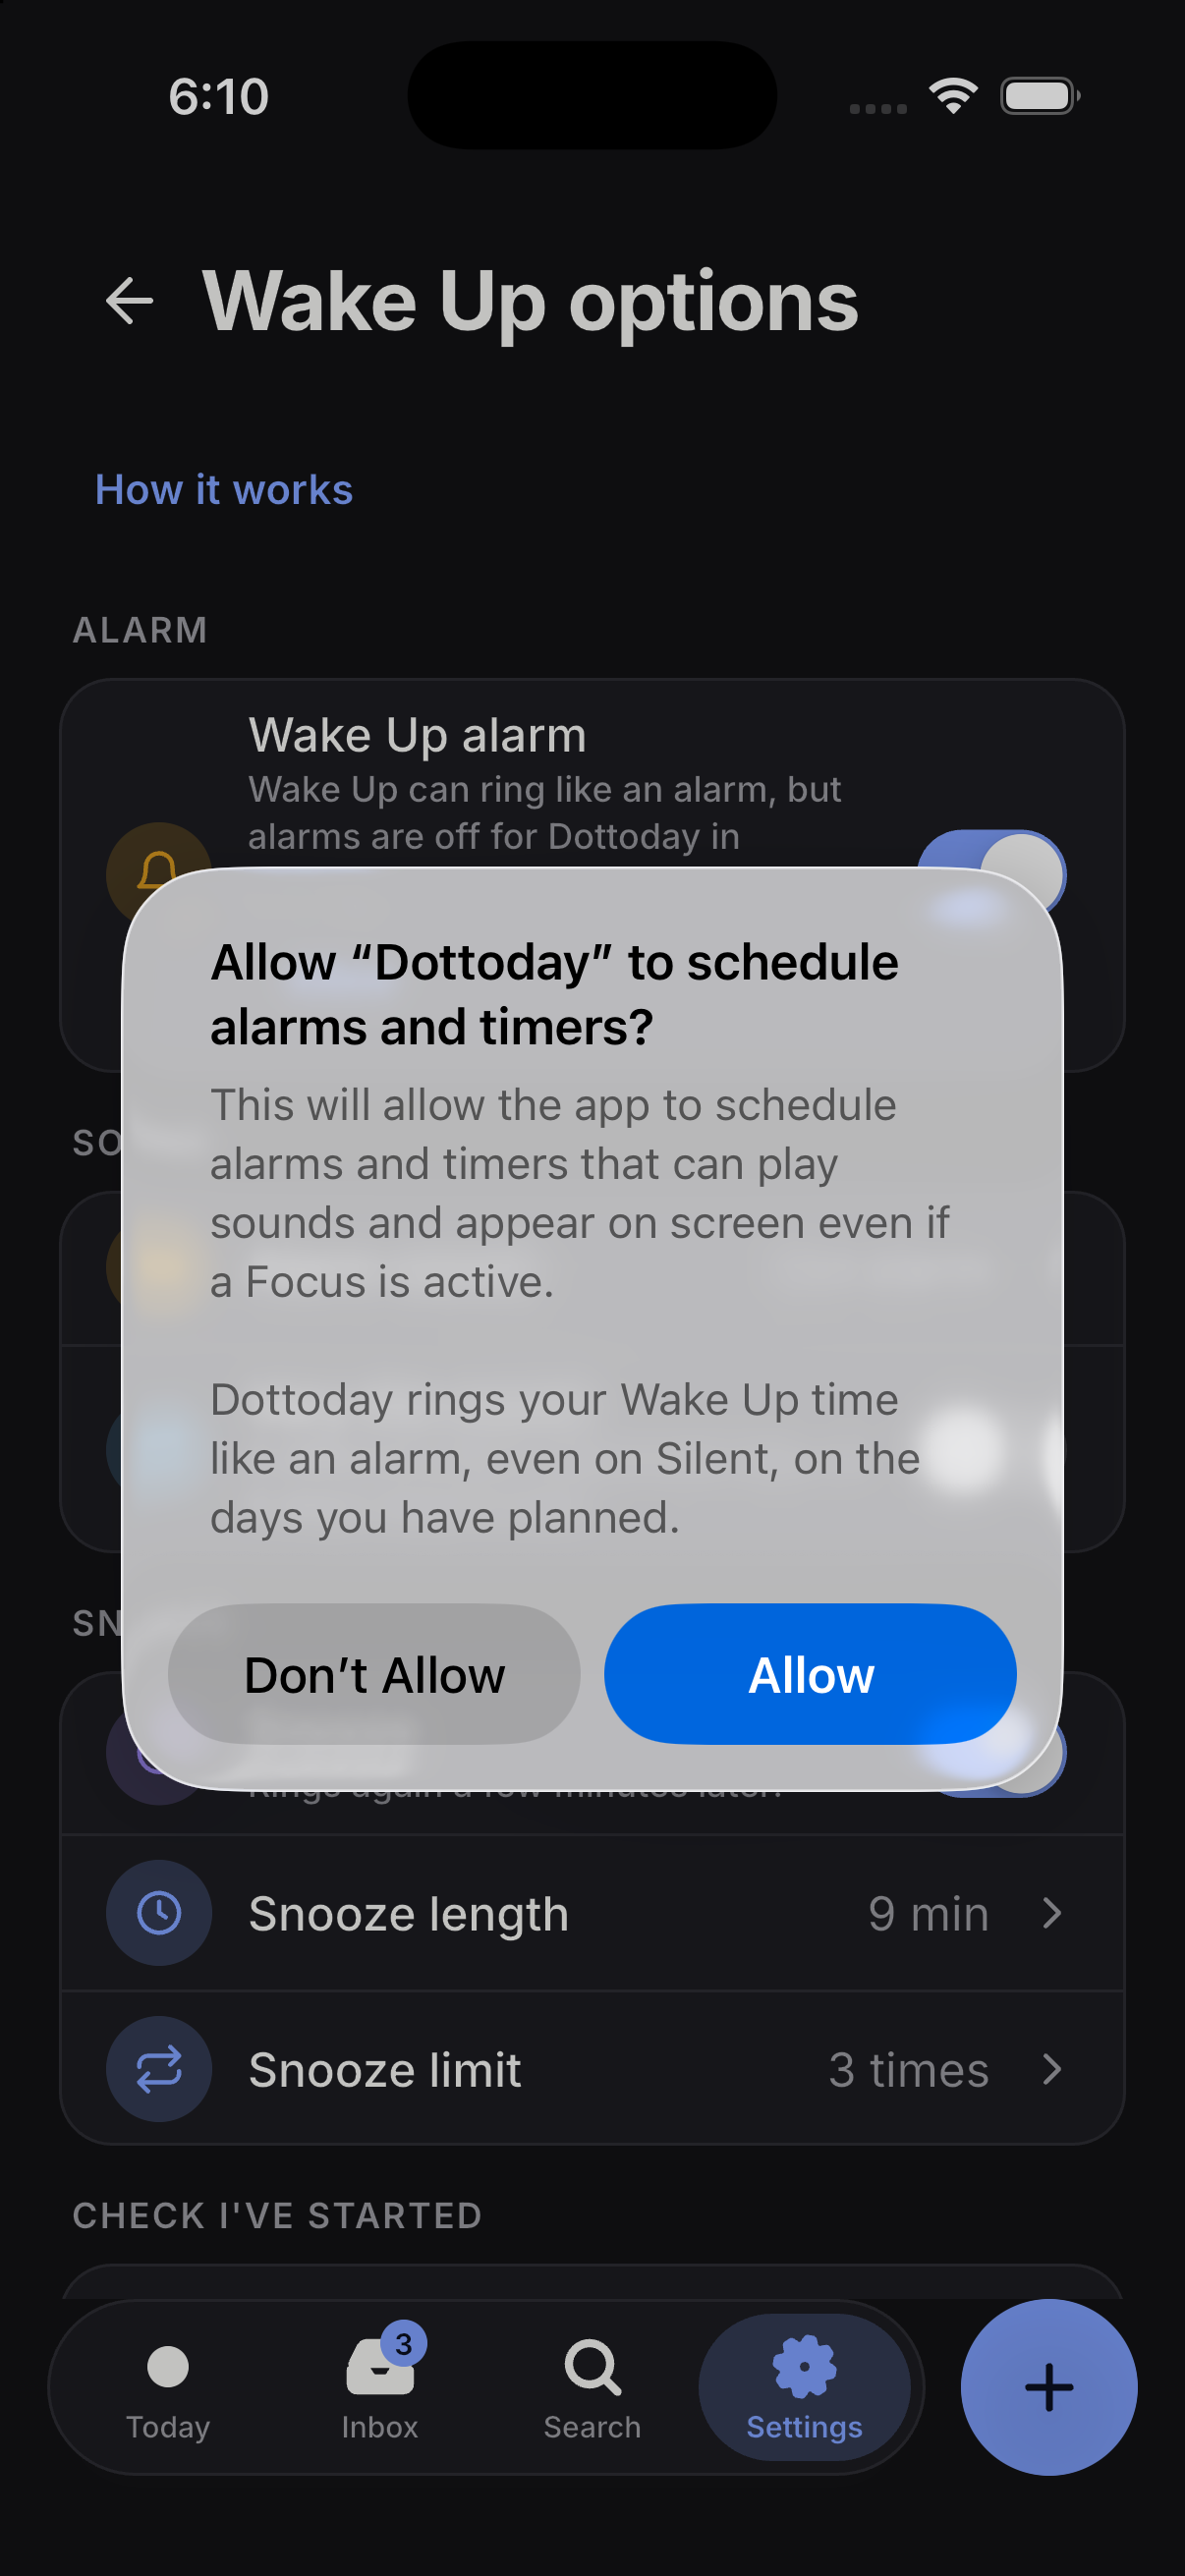 6:10
Wake Up options
How it works
ALARM
Wake Up alarm
Wake Up can ring like an alarm, but
alarms are off for Dottoday in
Allow “Dottoday” to schedule
alarms and timers?
This will allow the app to schedule
alarms and timers that can play
sounds and appear on screen even if
a Focus is active.
Dottoday rings your Wake Up time
like an alarm, even on Silent, on the
days you have planned.
Don’t Allow
Allow
Snooze length
9 min
Snooze limit
3 times
CHECK I'VE STARTED
3
Today
Inbox
Search
Settings